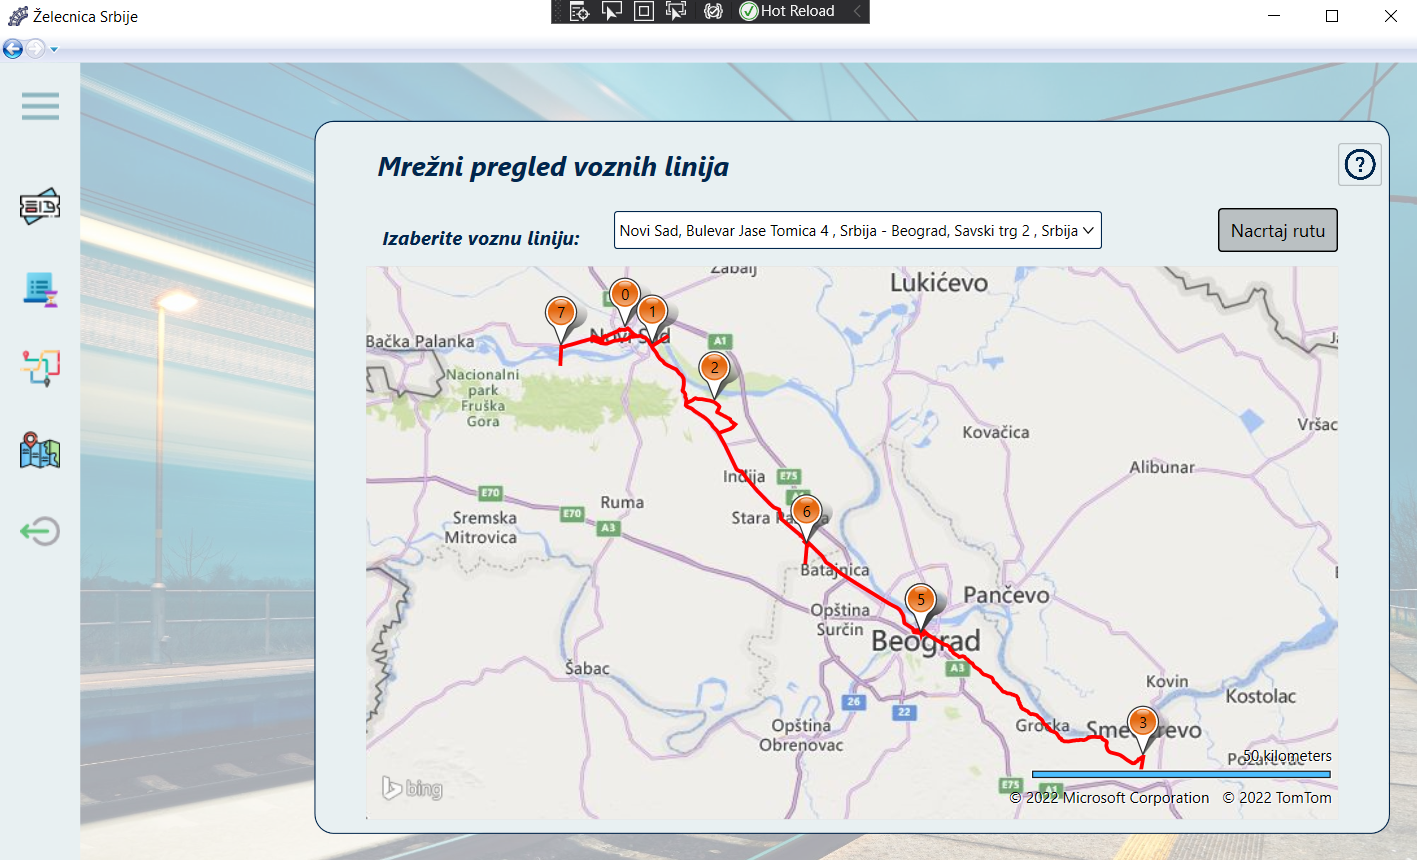 Želecnica Srbije
Hot Reload
Mrežni pregled voznih linija
?
Izaberite voznu liniju:
Novi Sad, Bulevar Jase Tomica 4 , Srbija - Beograd, Savski trg 2 , Srbija
Nacrtaj rutu
Žabalj
Lukićevo
7
0
1
Novi Sad
Bačka Palanka
A1
2
Nacionalni
park
Fruška
Gora
Kovačica
Vršac
Alibunar
Inđija
E75
E70
Ruma
6
Sremska
Mitrovica
E70
A3
Stara
Batajnica
5
Pančevo
Opština
Surčin
Beograd
A3
Šabac
Kovin
Kostolac
26
22
Opština
Obrenovac
Grocka
3
Smederevo
50 kilometers
Požarevac
bing
E75
A1
© 2022 Microsoft Corporation © 2022 TomTom